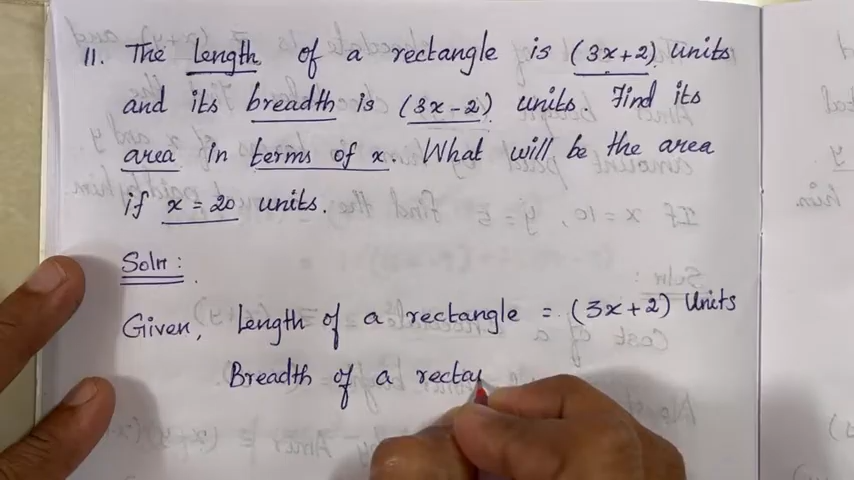 11. The length of a rectangle is (3x+2) units
and its breadth is (3x-2) units. Find its
area in terms of x. What will be the area
if x = 20 units.
Soln:
Given, Length of a rectangle = (3x+2) Units
Breadth of a rectan